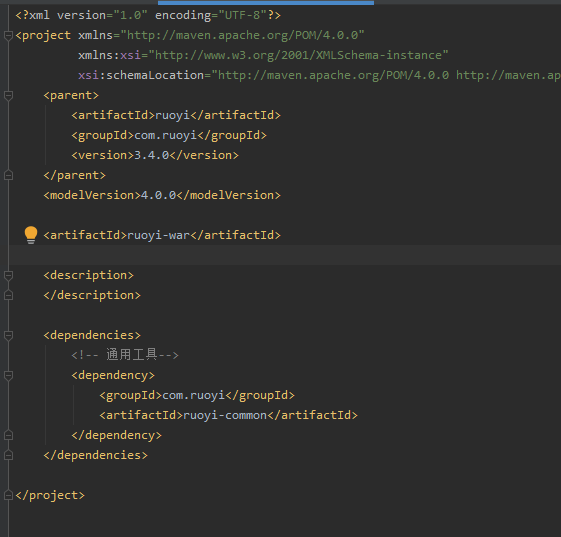 <?xml version="1.0" encoding="UTF-8"?>
<project xmlns="http://maven.apache.org/POM/4.0.0"
xmlns:xsi="http://www.w3.org/2001/XMLSchema-instance"
xsi:schemaLocation="http://maven.apache.org/POM/4.0.0 http://maven.ap
<parent>
<artifactId>ruoyi</artifactId>
<groupId>com.ruoyi</groupId>
<version>3.4.0</version>
</parent>
<modelVersion>4.0.0</modelVersion>
<artifactId>ruoyi-war</artifactId>
<description>
</description>
<dependencies>
<!-- 通用工具-->
<dependency>
<groupId>com.ruoyi</groupId>
<artifactId>ruoyi-common</artifactId>
</dependency>
</dependencies>
</project>